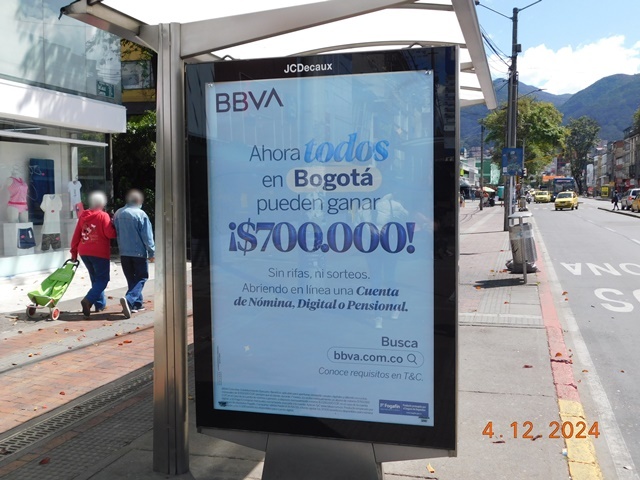 JCDecaux
BBVA
Ahora todos
en Bogotá
pueden ganar
¡$700.000!
Sin rifas, ni sorteos.
Abriendo en línea una Cuenta
de Nómina, Digital o Pensional.
Busca
bbva.com.co
Conoce requisitos en T&C.
4 12 2024